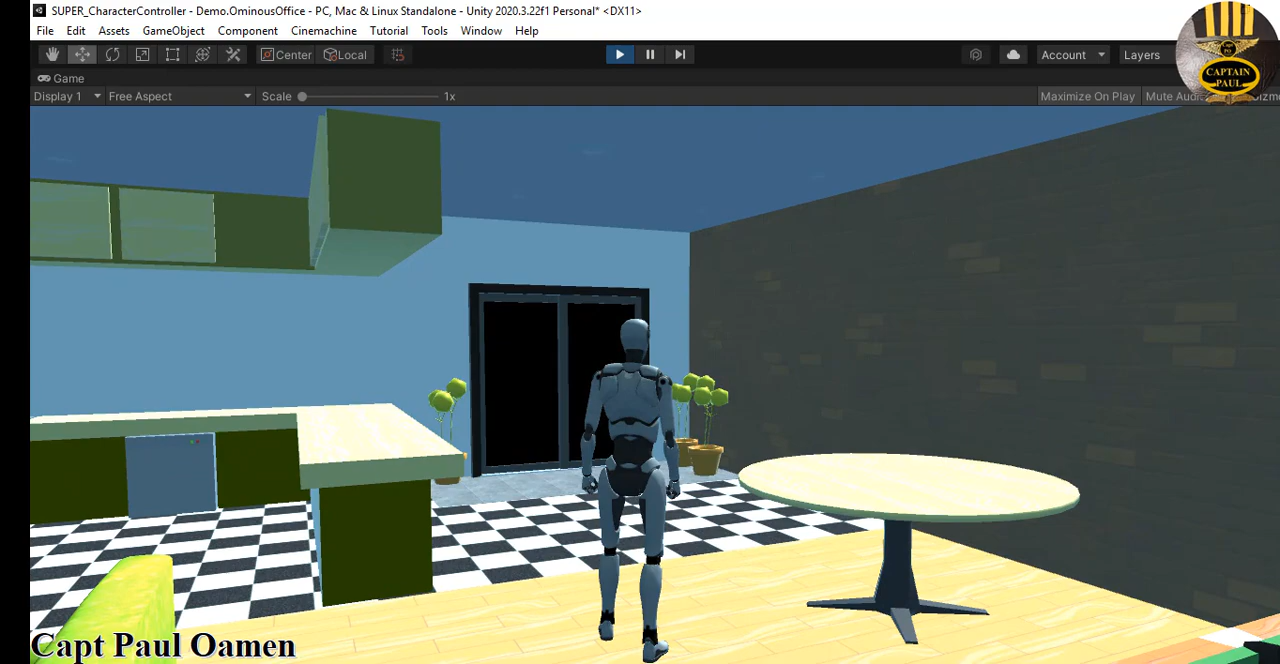 SUPER_CharacterController - Demo.OminousOffice - PC, Mac & Linux Standalone - Unity 2020.3.22f1 Personal* <DX11>
File Edit Assets GameObject Component Cinemachine Tutorial Tools Window Help
Center Local Account Layers
Game
Display 1 Free Aspect Scale 1x Maximize On Play Mute
CAPTAIN
PAUL
Capt Paul Oamen